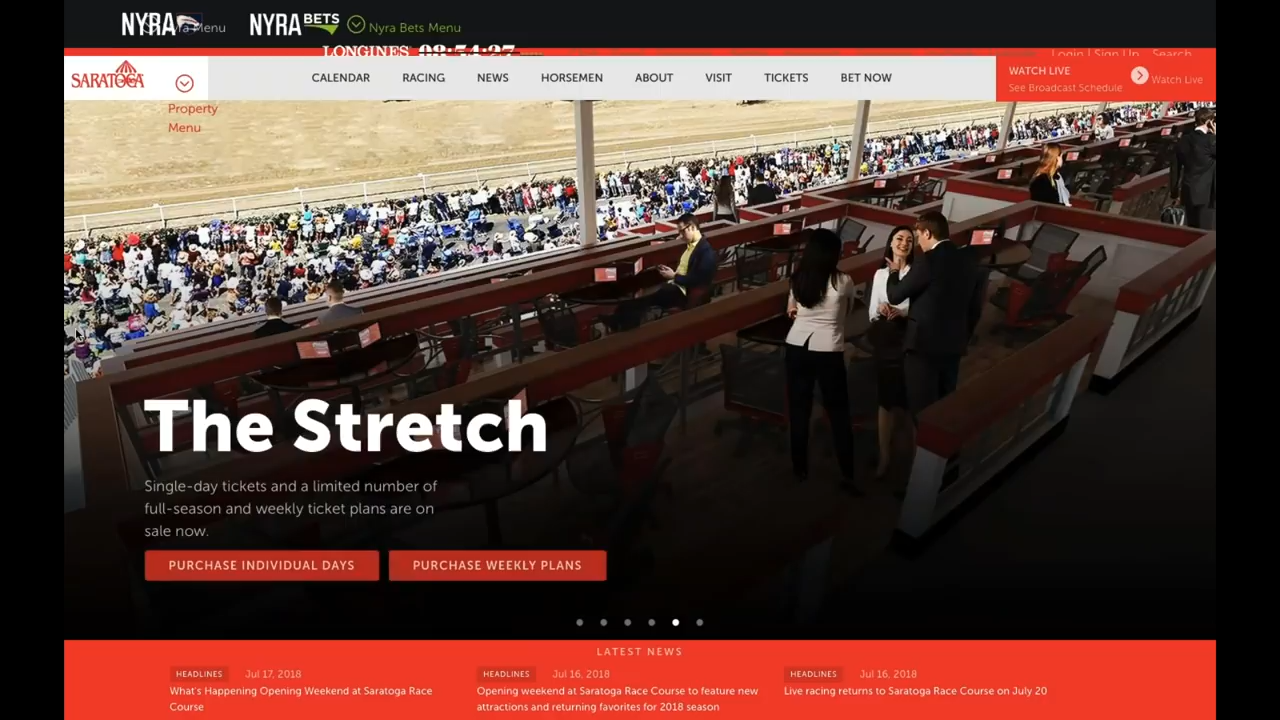 NYRA
Nyra Menu
NYRA BETS
Nyra Bets Menu
LONGINES 08:54:27
Login | Sign Up Search
SARATOGA
Property
Menu
CALENDAR RACING NEWS HORSEMEN ABOUT VISIT TICKETS BET NOW
WATCH LIVE
See Broadcast Schedule
Watch Live
The Stretch
Single-day tickets and a limited number of
full-season and weekly ticket plans are on
sale now.
PURCHASE INDIVIDUAL DAYS PURCHASE WEEKLY PLANS
LATEST NEWS
HEADLINES Jul 17, 2018
What's Happening Opening Weekend at Saratoga Race
Course
HEADLINES Jul 16, 2018
Opening weekend at Saratoga Race Course to feature new
attractions and returning favorites for 2018 season
HEADLINES Jul 16, 2018
Live racing returns to Saratoga Race Course on July 20